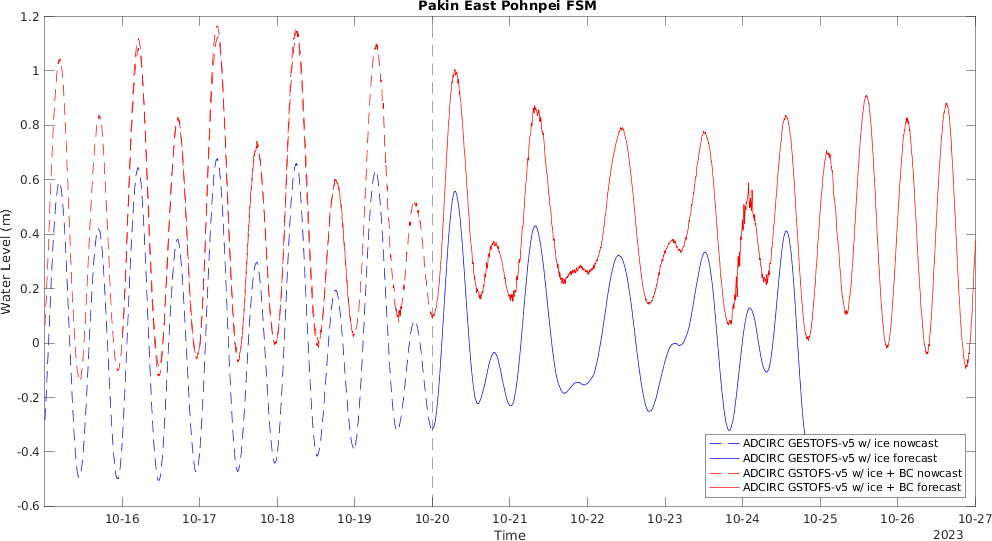 Pakin East Pohnpei FSM
1.2
1
0.8
0.6
0.4
0.2
0
-0.2
-0.4
-0.6
Water Level (m)
ADCIRC GESTOFS-v5 w/ ice nowcast
ADCIRC GESTOFS-v5 w/ ice forecast
ADCIRC GSTOFS-v5 w/ ice + BC nowcast
ADCIRC GSTOFS-v5 w/ ice + BC forecast
10-16 10-17 10-18 10-19 10-20 10-21 10-22 10-23 10-24 10-25 10-26 10-27
Time
2023